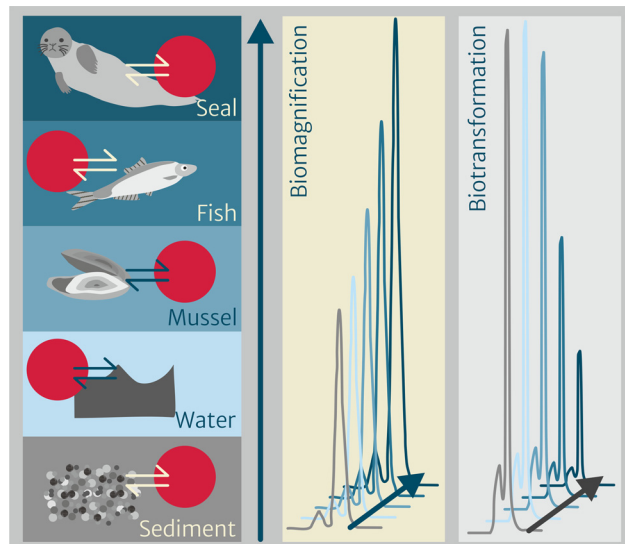 Seal
Fish
Mussel
Water
Sediment
Biomagnification
Biotransformation